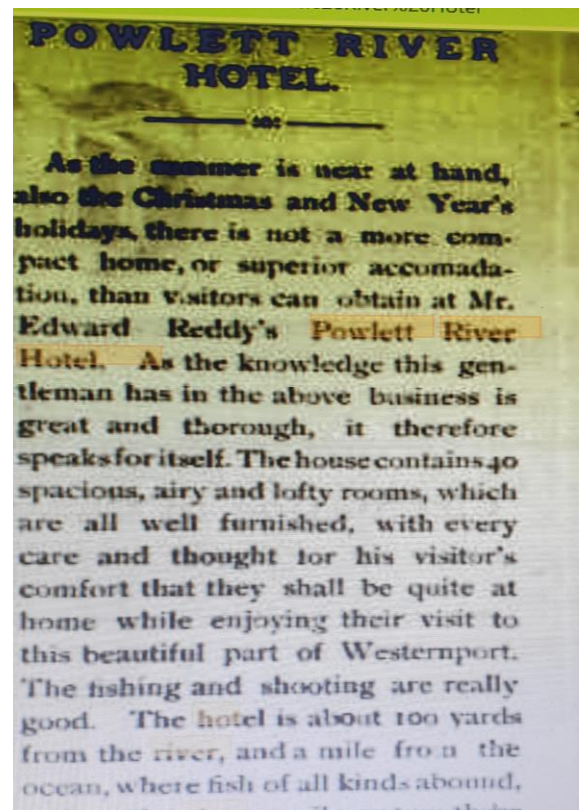 POWLETT RIVER
HOTEL.
As the summer is near at hand,
also the Christmas and New Year's
holidays, there is not a more com-
pact home, or superior accomada-
tion, than visitors can obtain at Mr.
Edward Reddy's Powlett River
Hotel. As the knowledge this gen-
tleman has in the above business is
great and thorough, it therefore
speaks for itself. The house contains 40
spacious, airy and lofty rooms, which
are all well furnished, with every
care and thought for his visitor's
comfort that they shall be quite at
home while enjoying their visit to
this beautiful part of Westernport.
The fishing and shooting are really
good. The hotel is about 100 yards
from the river, and a mile from the
ocean, where fish of all kinds abound,